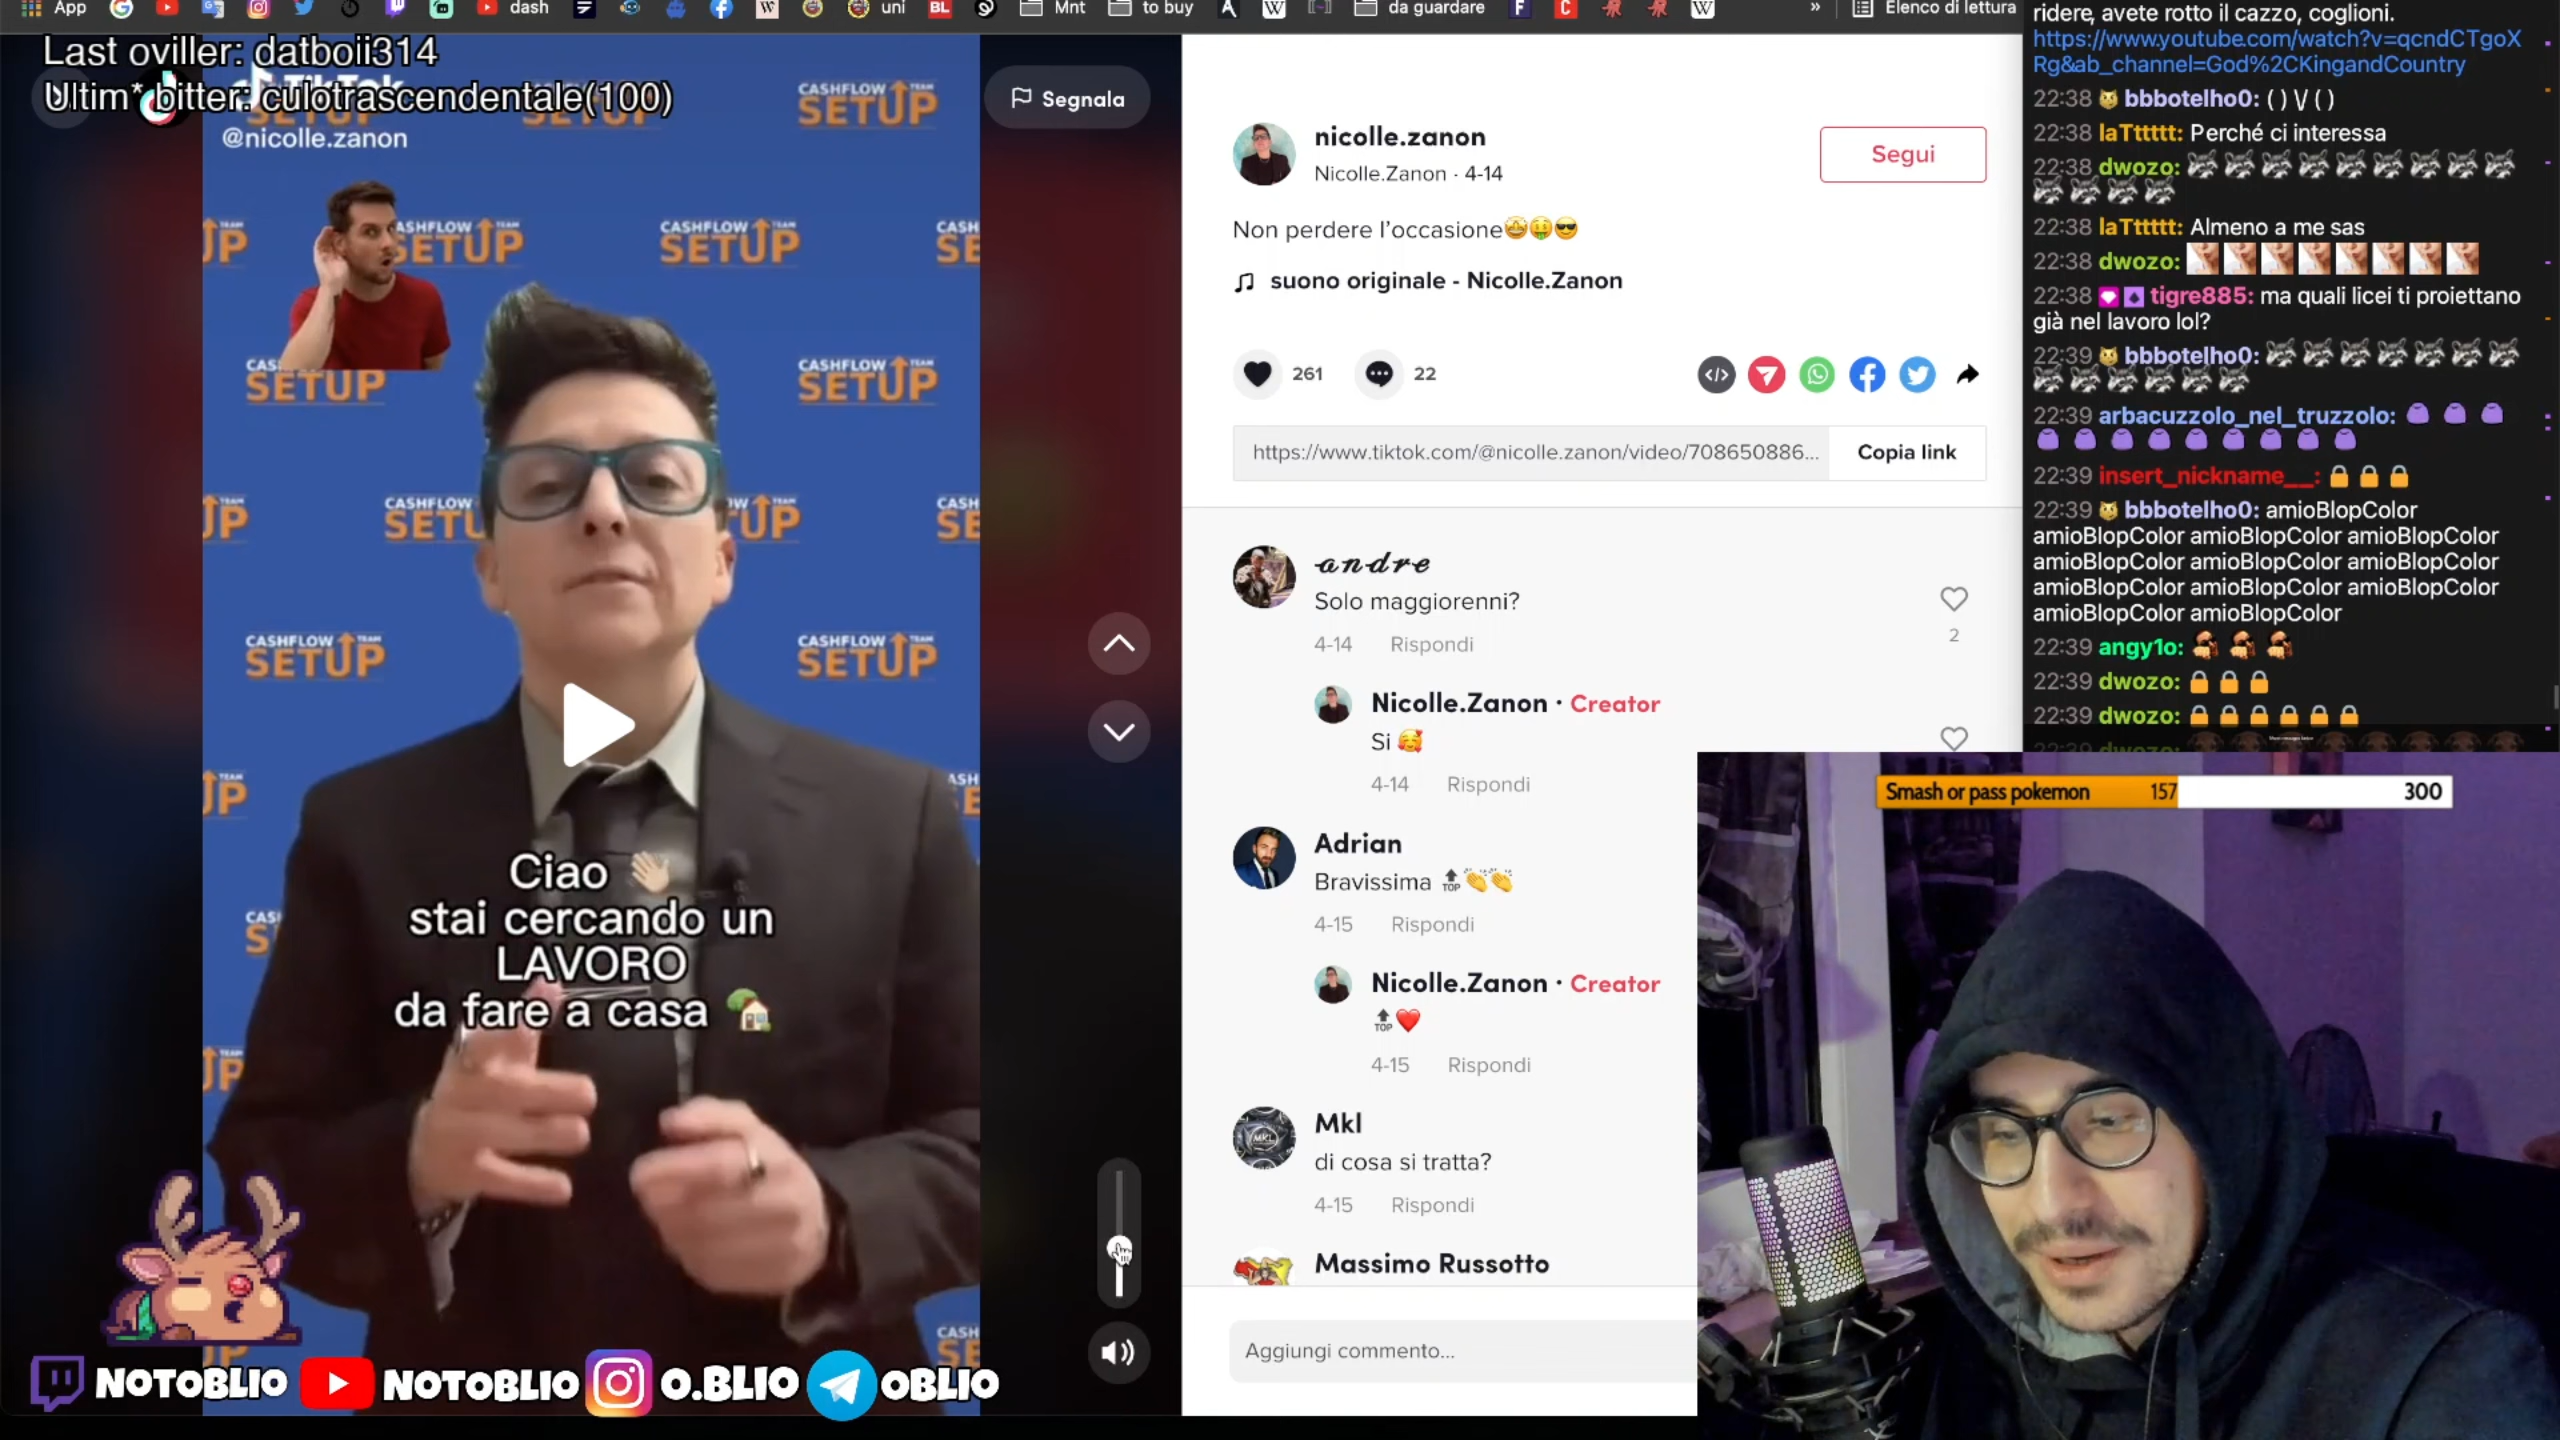 App
dash
uni
BL
Mnt
to buy
da guardare
Elenco di lettura
Last oviller: datboii314
Ultim* bitter: culotrascendentale(100)
TikTok
@nicolle.zanon
CASHFLOW TEAM
SETUP
Ciao 👋🏻
stai cercando un
LAVORO
da fare a casa 🏡
NOTOBLIO
NOTOBLIO
O.BLIO
OBLIO
Segnala
nicolle.zanon
Nicolle.Zanon · 4-14
Segui
Non perdere l’occasione🤩🤑😎
suono originale - Nicolle.Zanon
261
22
https://www.tiktok.com/@nicolle.zanon/video/708650886...
Copia link
𝒶𝓃𝒹𝓇𝑒
Solo maggiorenni?
4-14 Rispondi
2
Nicolle.Zanon · Creator
Si 🥰
4-14 Rispondi
Adrian
Bravissima 🔝👏👏
4-15 Rispondi
Nicolle.Zanon · Creator
🔝❤️
4-15 Rispondi
Mkl
di cosa si tratta?
4-15 Rispondi
Massimo Russotto
Aggiungi commento...
ridere, avete rotto il cazzo, coglioni.
https://www.youtube.com/watch?v=qcndCTgoX
Rg&ab_channel=God%2CKingandCountry
22:38 bbbotelho0: ( ) \/ ( )
22:38 laTttttt: Perché ci interessa
22:38 dwozo:
22:38 laTttttt: Almeno a me sas
22:38 dwozo:
22:38 tigre885: ma quali licei ti proiettano
già nel lavoro lol?
22:39 bbbotelho0:
22:39 arbacuzzolo_nel_truzzolo:
22:39 insert_nickname__: 🔒 🔒 🔒
22:39 bbbotelho0: amioBlopColor
amioBlopColor amioBlopColor amioBlopColor
amioBlopColor amioBlopColor amioBlopColor
amioBlopColor amioBlopColor amioBlopColor
amioBlopColor amioBlopColor
22:39 angy1o:
22:39 dwozo: 🔒 🔒 🔒
22:39 dwozo: 🔒 🔒 🔒 🔒 🔒 🔒
22:39 dwozo:
Smash or pass pokemon 157 300